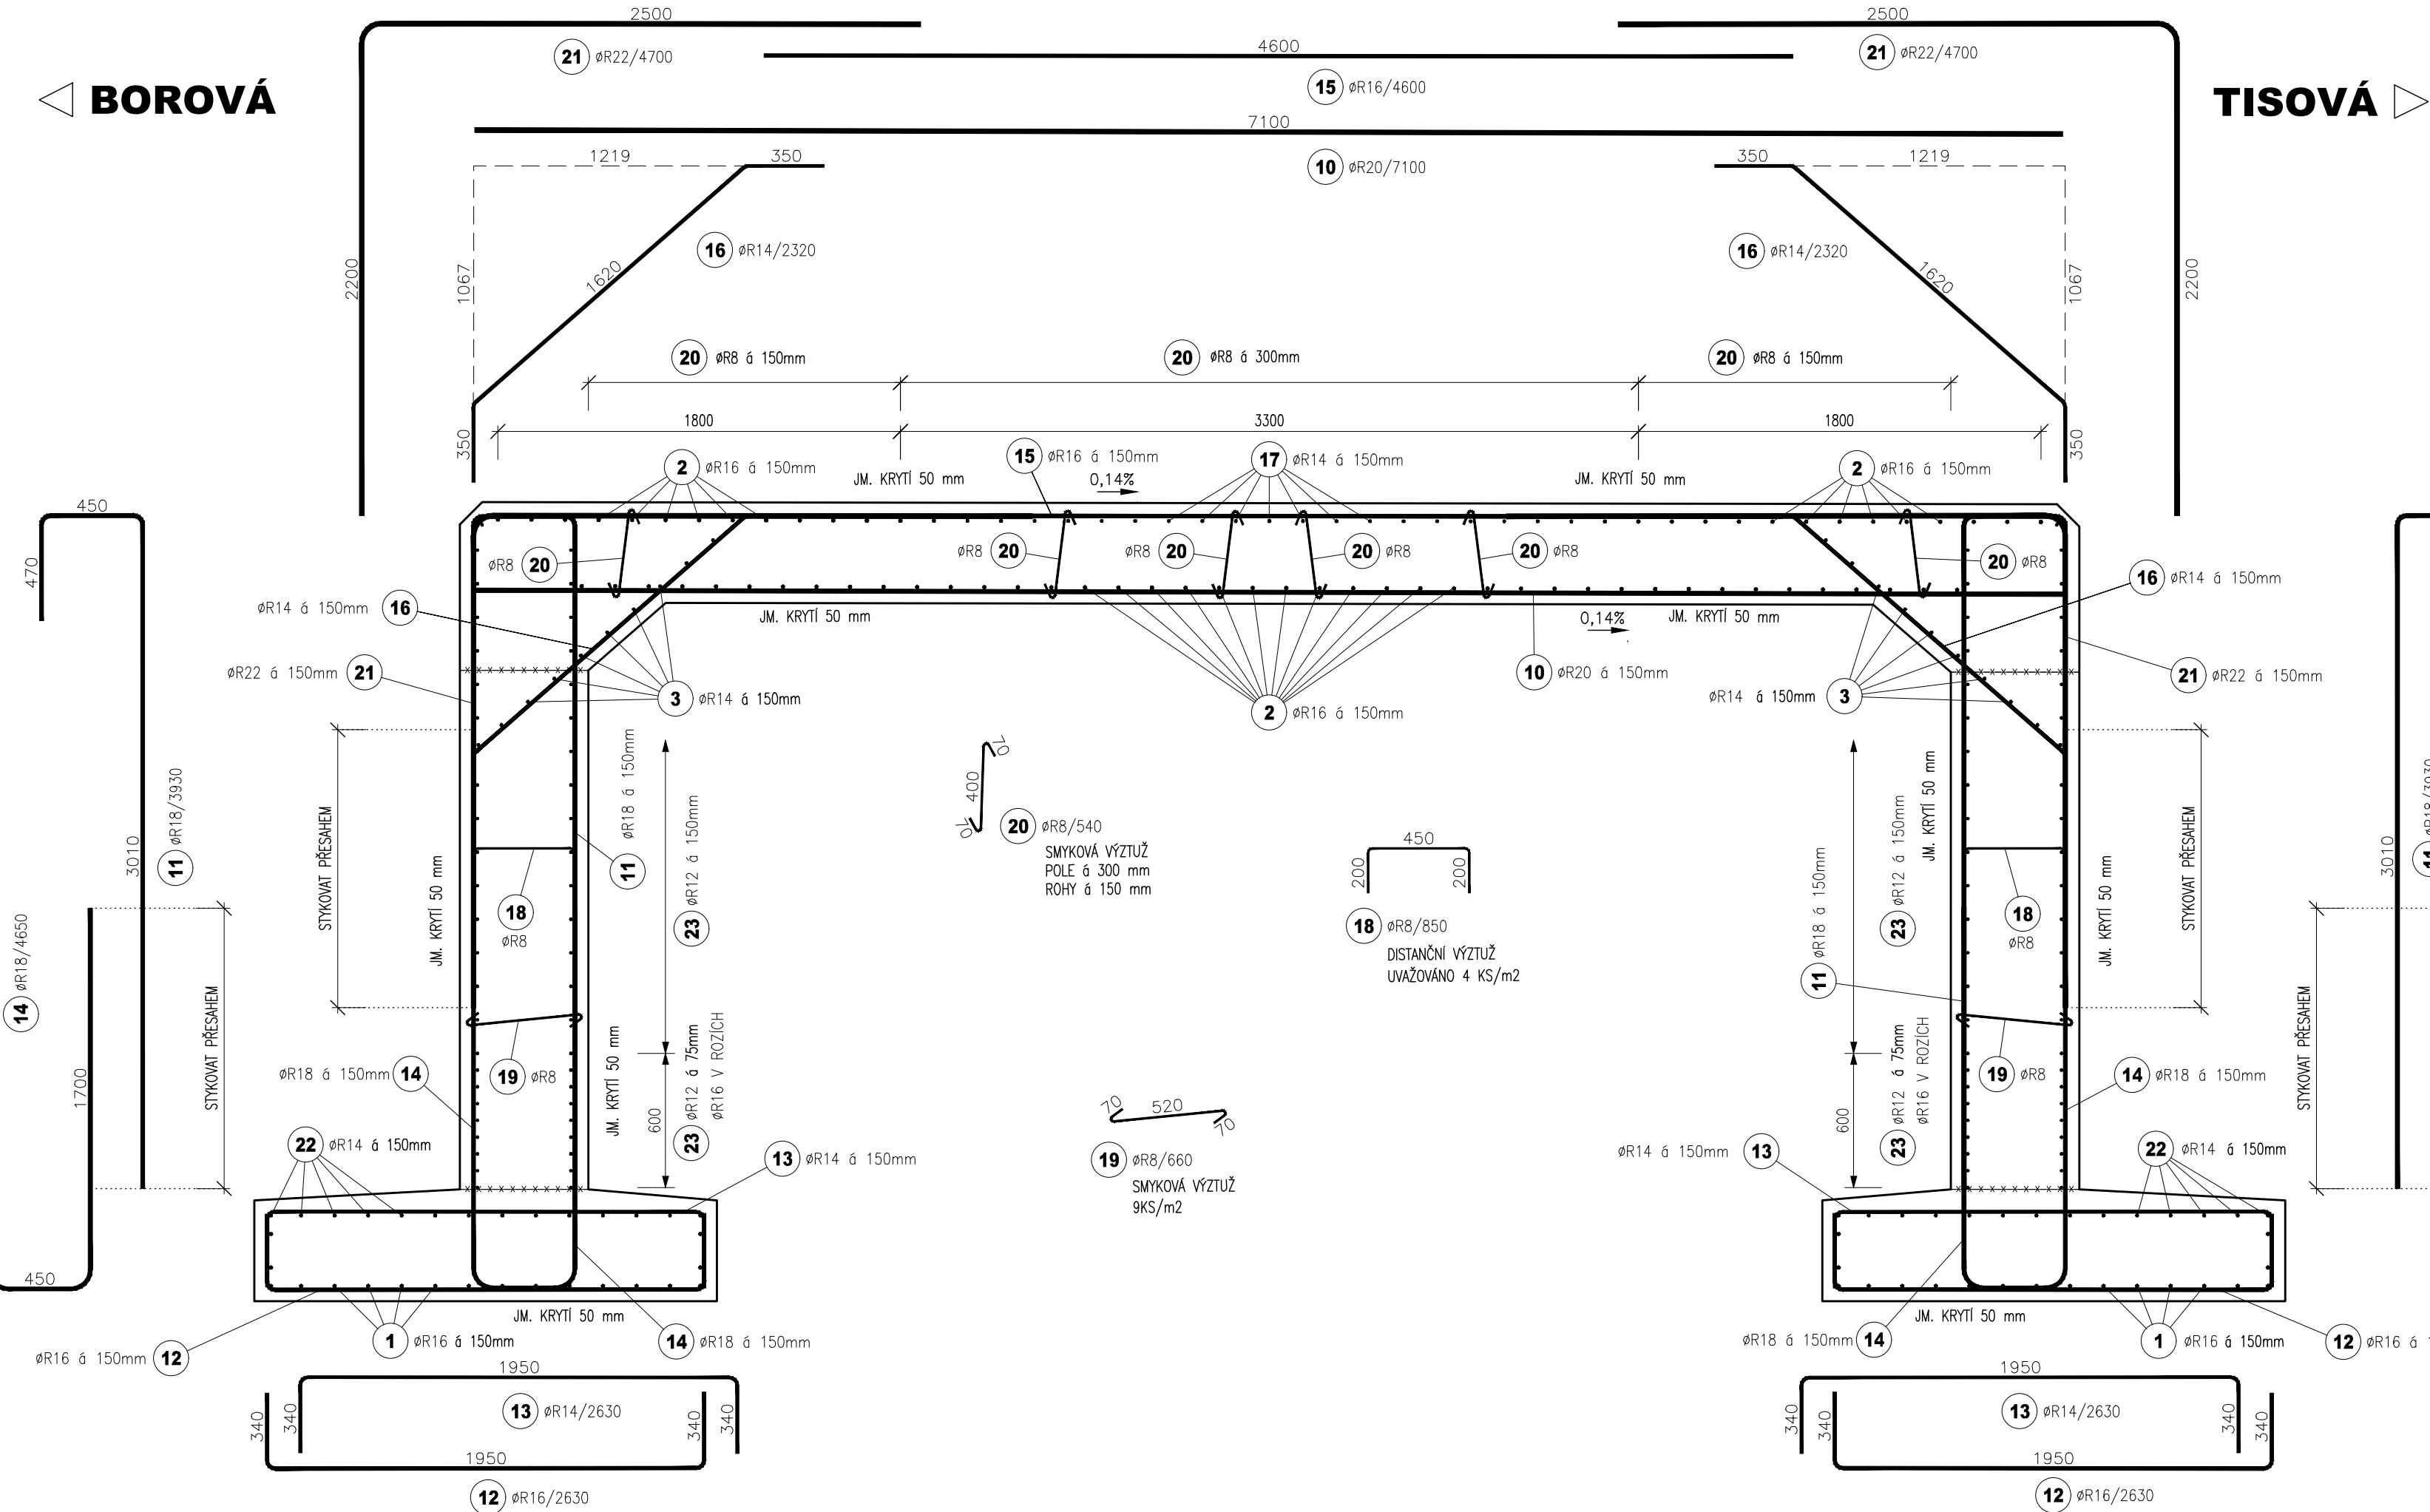 2500
2500
21 øR22/4700
4600
21 øR22/4700
BOROVÁ
15 øR16/4600
TISOVÁ
7100
1219
350
10 øR20/7100
350
1219
16 øR14/2320
16 øR14/2320
2200
1067
1620
1620
1067
2200
20 øR8 á 150mm
20 øR8 á 300mm
20 øR8 á 150mm
1800
3300
1800
350
350
2 øR16 á 150mm
15 øR16 á 150mm
17 øR14 á 150mm
2 øR16 á 150mm
JM. KRYTÍ 50 mm
0,14%
JM. KRYTÍ 50 mm
450
470
øR8 20
øR8 20
øR8 20
20 øR8
20 øR8
20 øR8
øR14 á 150mm 16
16 øR14 á 150mm
JM. KRYTÍ 50 mm
0,14%
JM. KRYTÍ 50 mm
øR22 á 150mm 21
3 øR14 á 150mm
2 øR16 á 150mm
10 øR20 á 150mm
øR14 á 150mm 3
21 øR22 á 150mm
3010
11 øR18/3930
STYKOVAT PŘESAHEM
JM. KRYTÍ 50 mm
11 øR18 á 150mm
23 øR12 á 150mm
70
400
70
20 øR8/540
SMYKOVÁ VÝZTUŽ
POLE á 300 mm
ROHY á 150 mm
450
200
200
18 øR8/850
DISTANČNÍ VÝZTUŽ
UVAŽOVÁNO 4 KS/m2
11 øR18 á 150mm
23 øR12 á 150mm
JM. KRYTÍ 50 mm
JM. KRYTÍ 50 mm
STYKOVAT PŘESAHEM
3010
11 øR18/3930
18
øR8
18
øR8
14 øR18/4650
1700
STYKOVAT PŘESAHEM
øR18 á 150mm 14
19 øR8
JM. KRYTÍ 50 mm
600
23 øR12 á 75mm
øR16 V ROZÍCH
70
520
70
19 øR8/660
SMYKOVÁ VÝZTUŽ
9KS/m2
600
23 øR12 á 75mm
øR16 V ROZÍCH
19 øR8
14 øR18 á 150mm
STYKOVAT PŘESAHEM
22 øR14 á 150mm
13 øR14 á 150mm
øR14 á 150mm 13
22 øR14 á 150mm
450
JM. KRYTÍ 50 mm
JM. KRYTÍ 50 mm
øR16 á 150mm 12
1 øR16 á 150mm
14 øR18 á 150mm
øR18 á 150mm 14
1 øR16 á 150mm
12 øR16 á
1950
1950
340
340
13 øR14/2630
340
340
340
340
13 øR14/2630
340
340
1950
1950
12 øR16/2630
12 øR16/2630